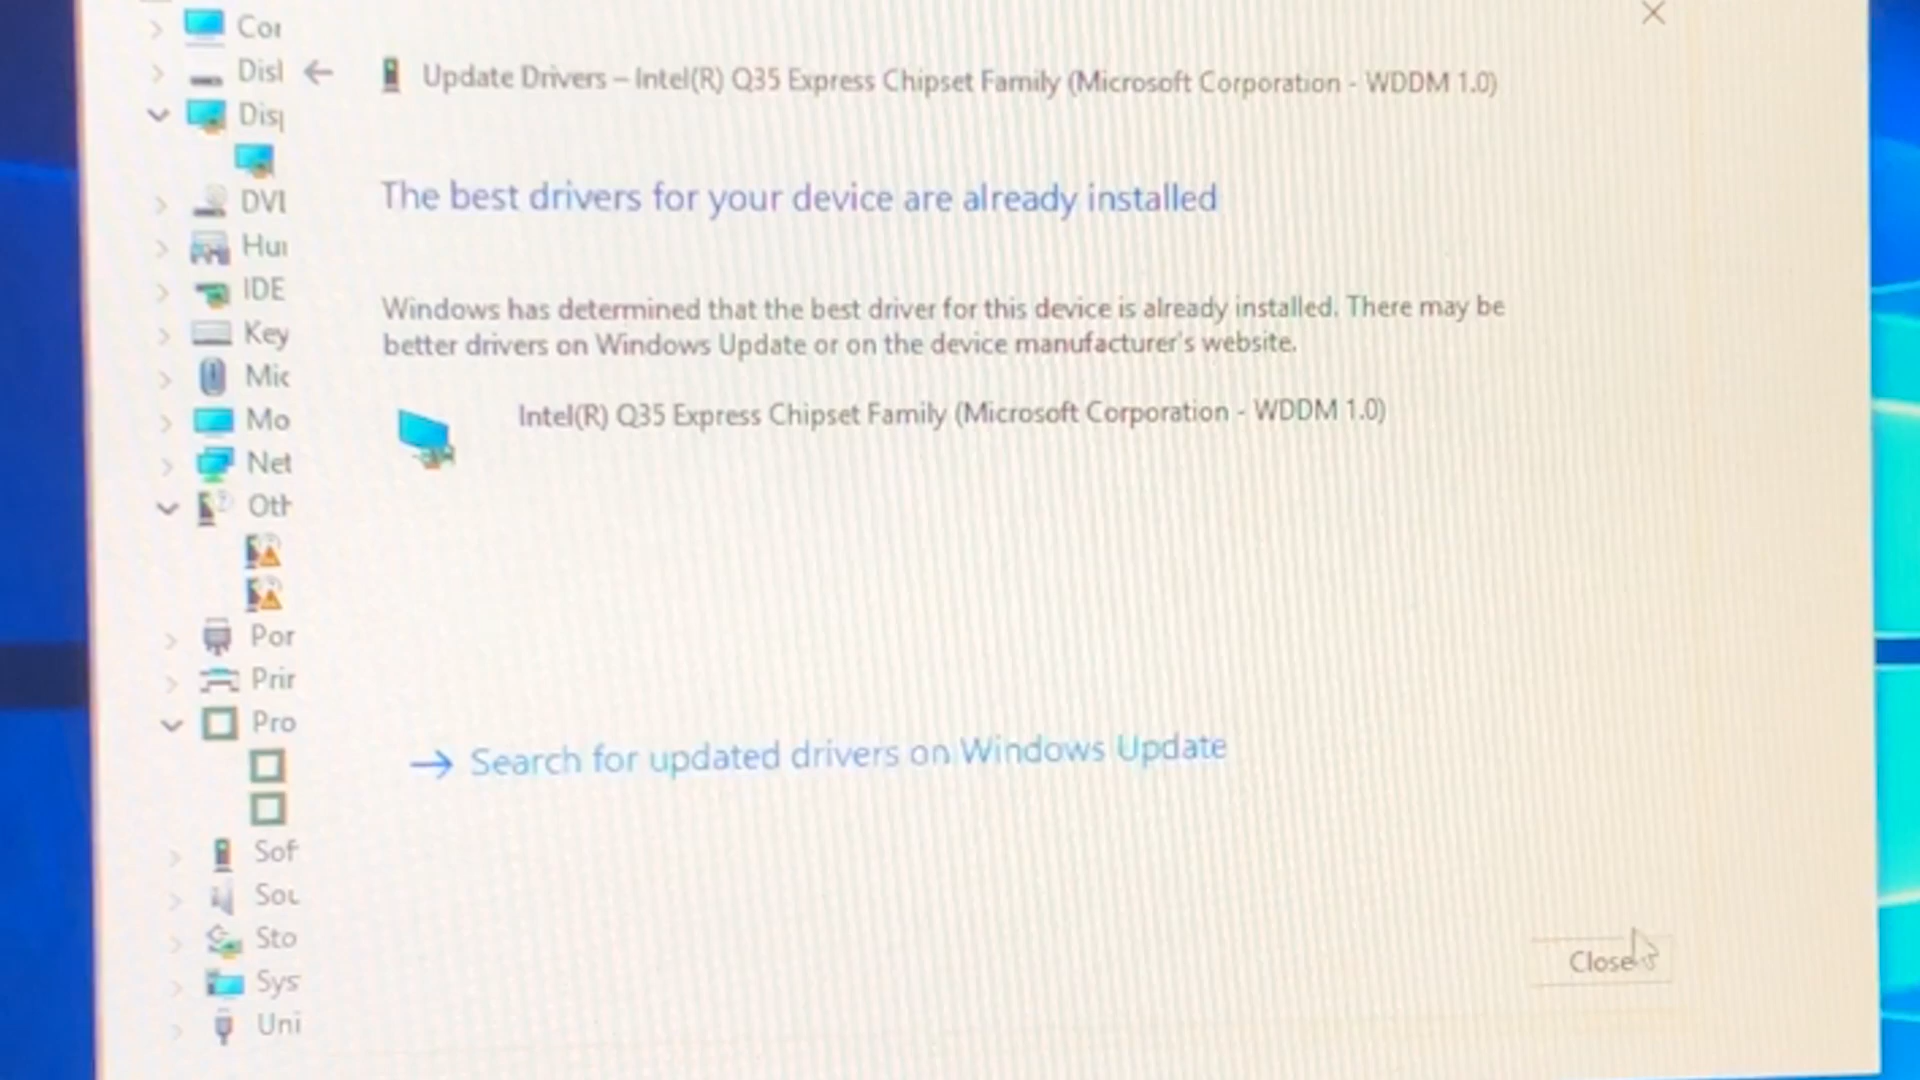 Cor
Disl
Update Drivers – Intel(R) Q35 Express Chipset Family (Microsoft Corporation - WDDM 1.0)
Disp
The best drivers for your device are already installed
DVI
Hui
IDE
Windows has determined that the best driver for this device is already installed. There may be
better drivers on Windows Update or on the device manufacturer's website.
Key
Mic
Intel(R) Q35 Express Chipset Family (Microsoft Corporation - WDDM 1.0)
Mo
Net
Oth
Por
Prir
Pro
Search for updated drivers on Windows Update
Sof
Sou
Sto
Close
Sys
Uni